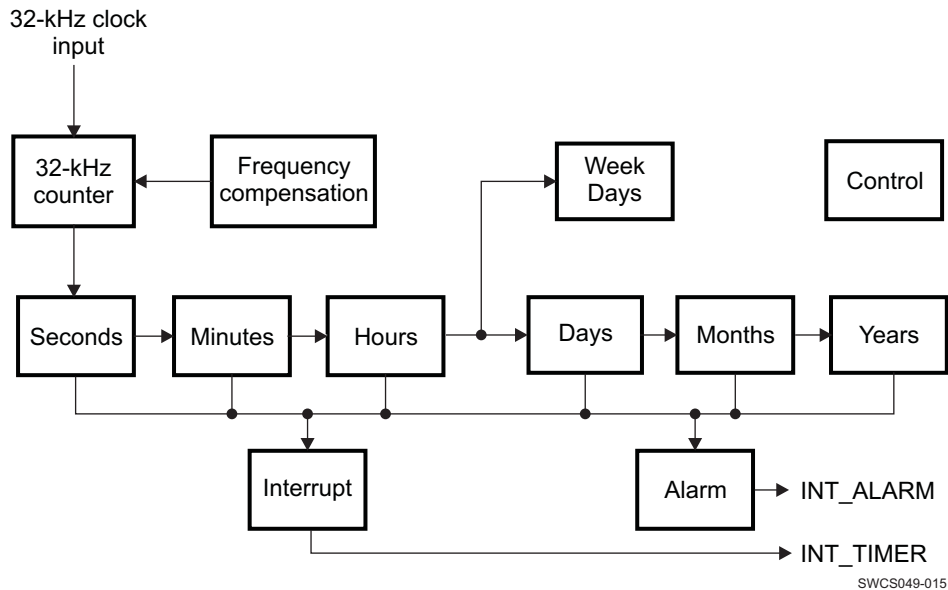 32-kHz clock
input
32-kHz
counter
Frequency
compensation
Week
Days
Control
Seconds
Minutes
Hours
Days
Months
Years
Interrupt
Alarm
INT_ALARM
INT_TIMER
SWCS049-015